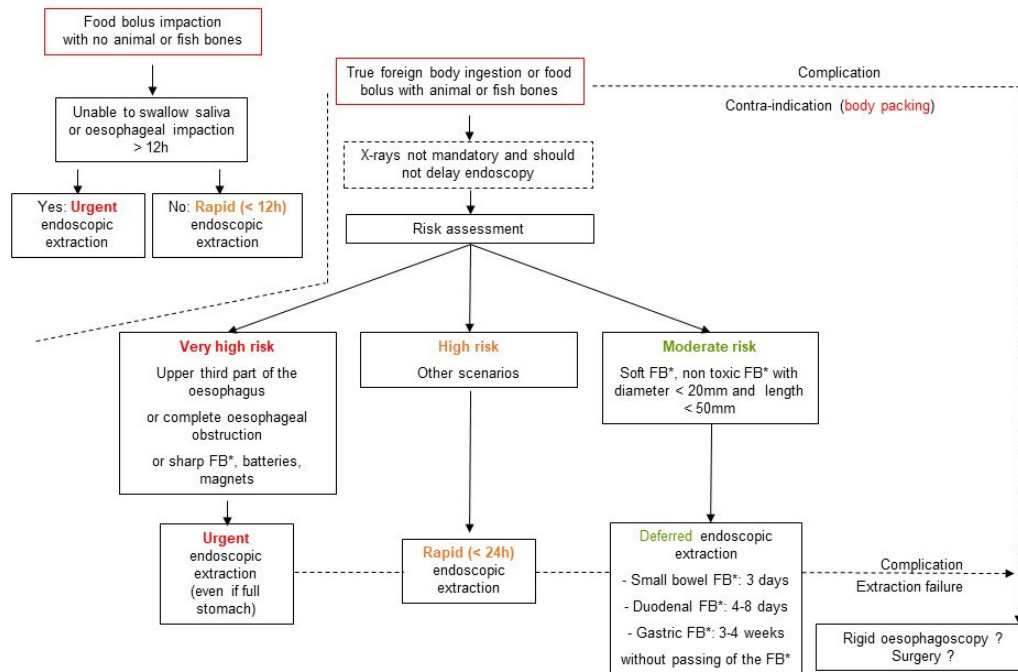 Food bolus impaction
with no animal or fish bones
Unable to swallow saliva
or oesophageal impaction
> 12h
Yes: Urgent
endoscopic
extraction
No: Rapid (< 12h)
endoscopic
extraction
True foreign body ingestion or food
bolus with animal or fish bones
Complication
Contra-indication (body packing)
X-rays not mandatory and should
not delay endoscopy
Risk assessment
Very high risk
Upper third part of the
oesophagus
or complete oesophageal
obstruction
or sharp FB*, batteries,
magnets
High risk
Other scenarios
Moderate risk
Soft FB*, non toxic FB* with
diameter < 20mm and length
< 50mm
Urgent
endoscopic
extraction
(even if full
stomach)
Rapid (< 24h)
endoscopic
extraction
Deferred endoscopic
extraction
- Small bowel FB*: 3 days
- Duodenal FB*: 4-8 days
- Gastric FB*: 3-4 weeks
without passing of the FB*
Complication
Extraction failure
Rigid oesophagoscopy ?
Surgery ?